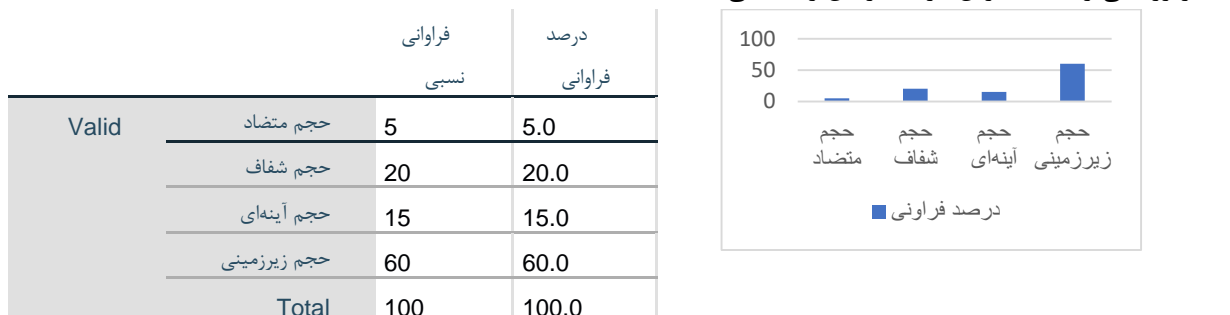 فراوانی نسبی	درصد فراوانی
Valid	حجم متضاد	5	5.0
حجم شفاف	20	20.0
حجم آینه‌ای	15	15.0
حجم زیرزمینی	60	60.0
Total	100	100.0
100
50
0
حجم متضاد	حجم شفاف	حجم آینه‌ای	حجم زیرزمینی
درصد فراونی